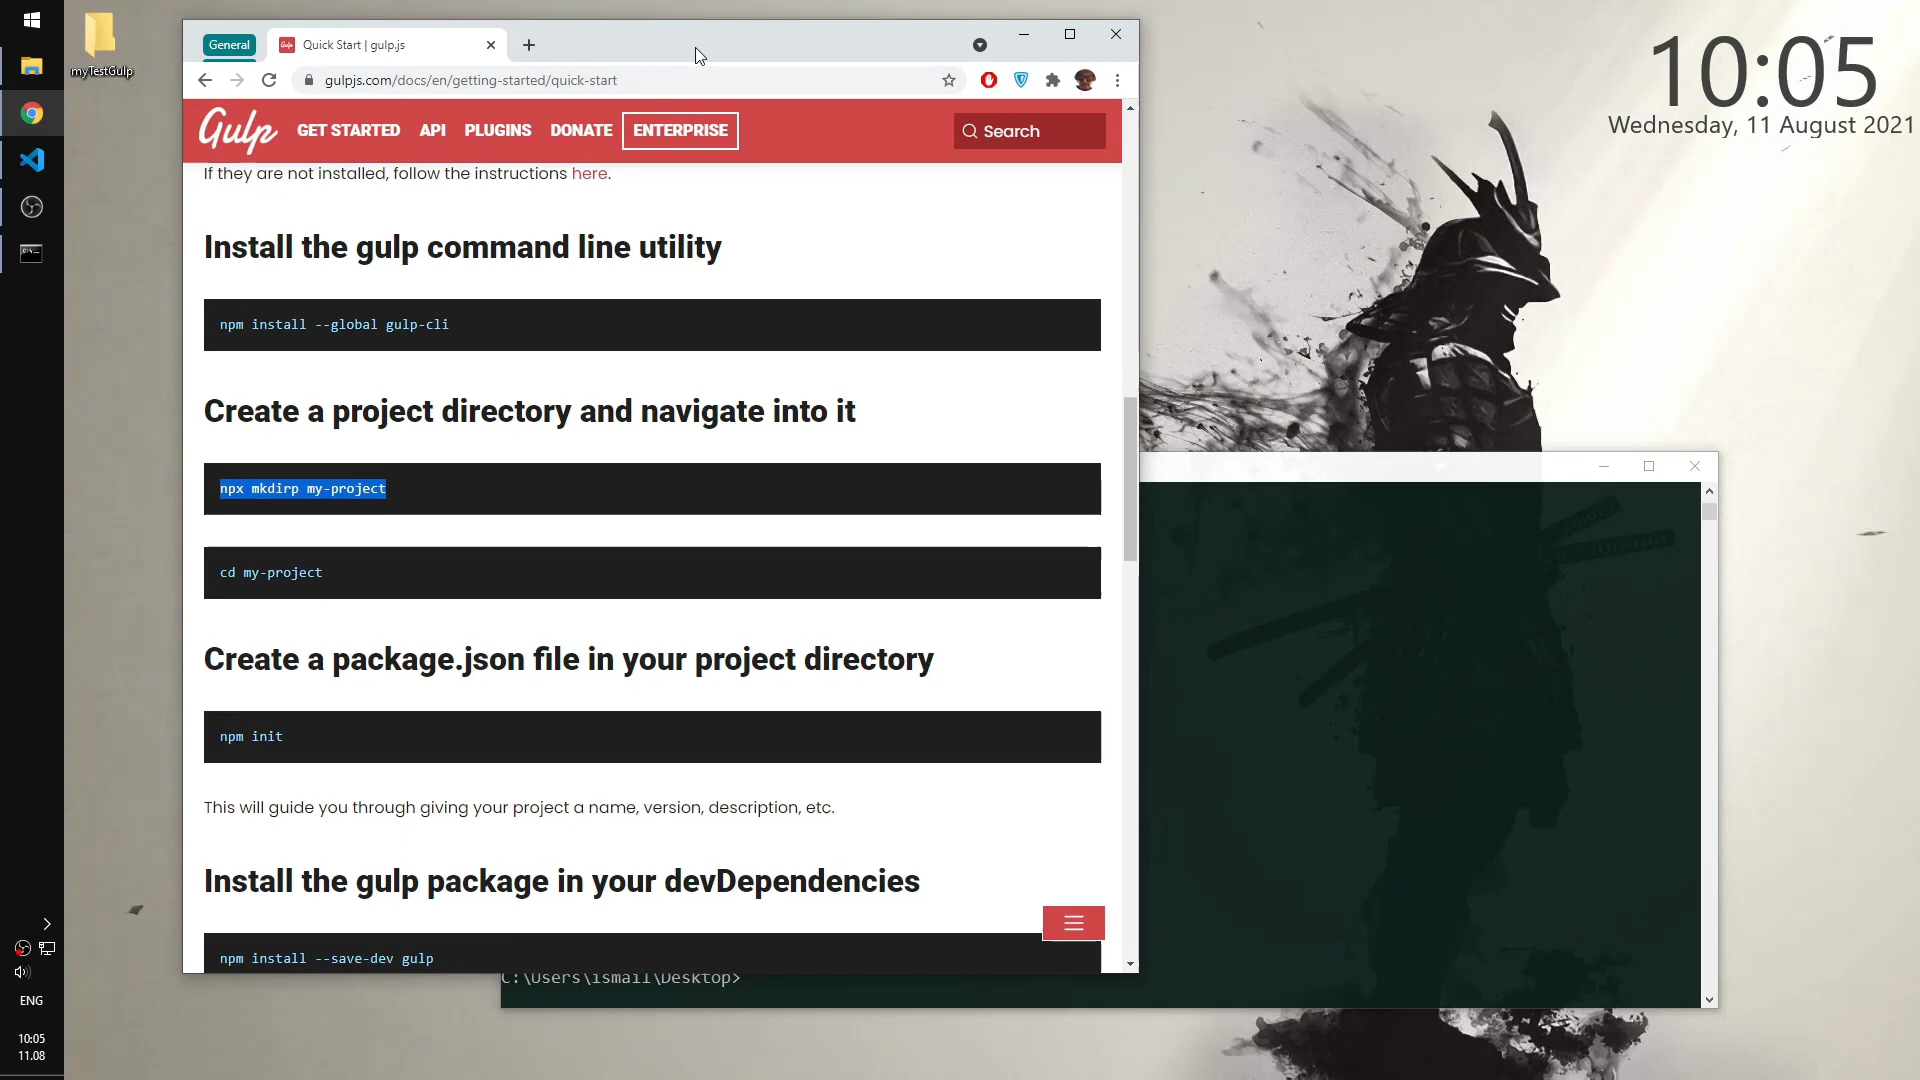 myTestGulp
General
Quick Start | gulp.js
gulpjs.com/docs/en/getting-started/quick-start
Gulp
GET STARTED
API
PLUGINS
DONATE
ENTERPRISE
Search
If they are not installed, follow the instructions here.
Install the gulp command line utility
npm install --global gulp-cli
Create a project directory and navigate into it
npx mkdirp my-project
cd my-project
Create a package.json file in your project directory
npm init
This will guide you through giving your project a name, version, description, etc.
Install the gulp package in your devDependencies
npm install --save-dev gulp
C:\Users\ismail\Desktop>
10:05
Wednesday, 11 August 2021
ENG
10:05
11.08